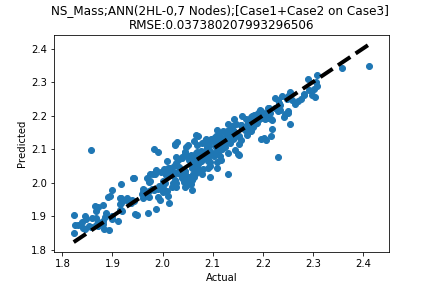 NS_Mass;ANN(2HL-0,7 Nodes);[Case1+Case2 on Case3]
RMSE:0.037380207993296506
2.4
2.3
2.2
2.1
2.0
1.9
1.8
Predicted
1.8 1.9 2.0 2.1 2.2 2.3 2.4
Actual